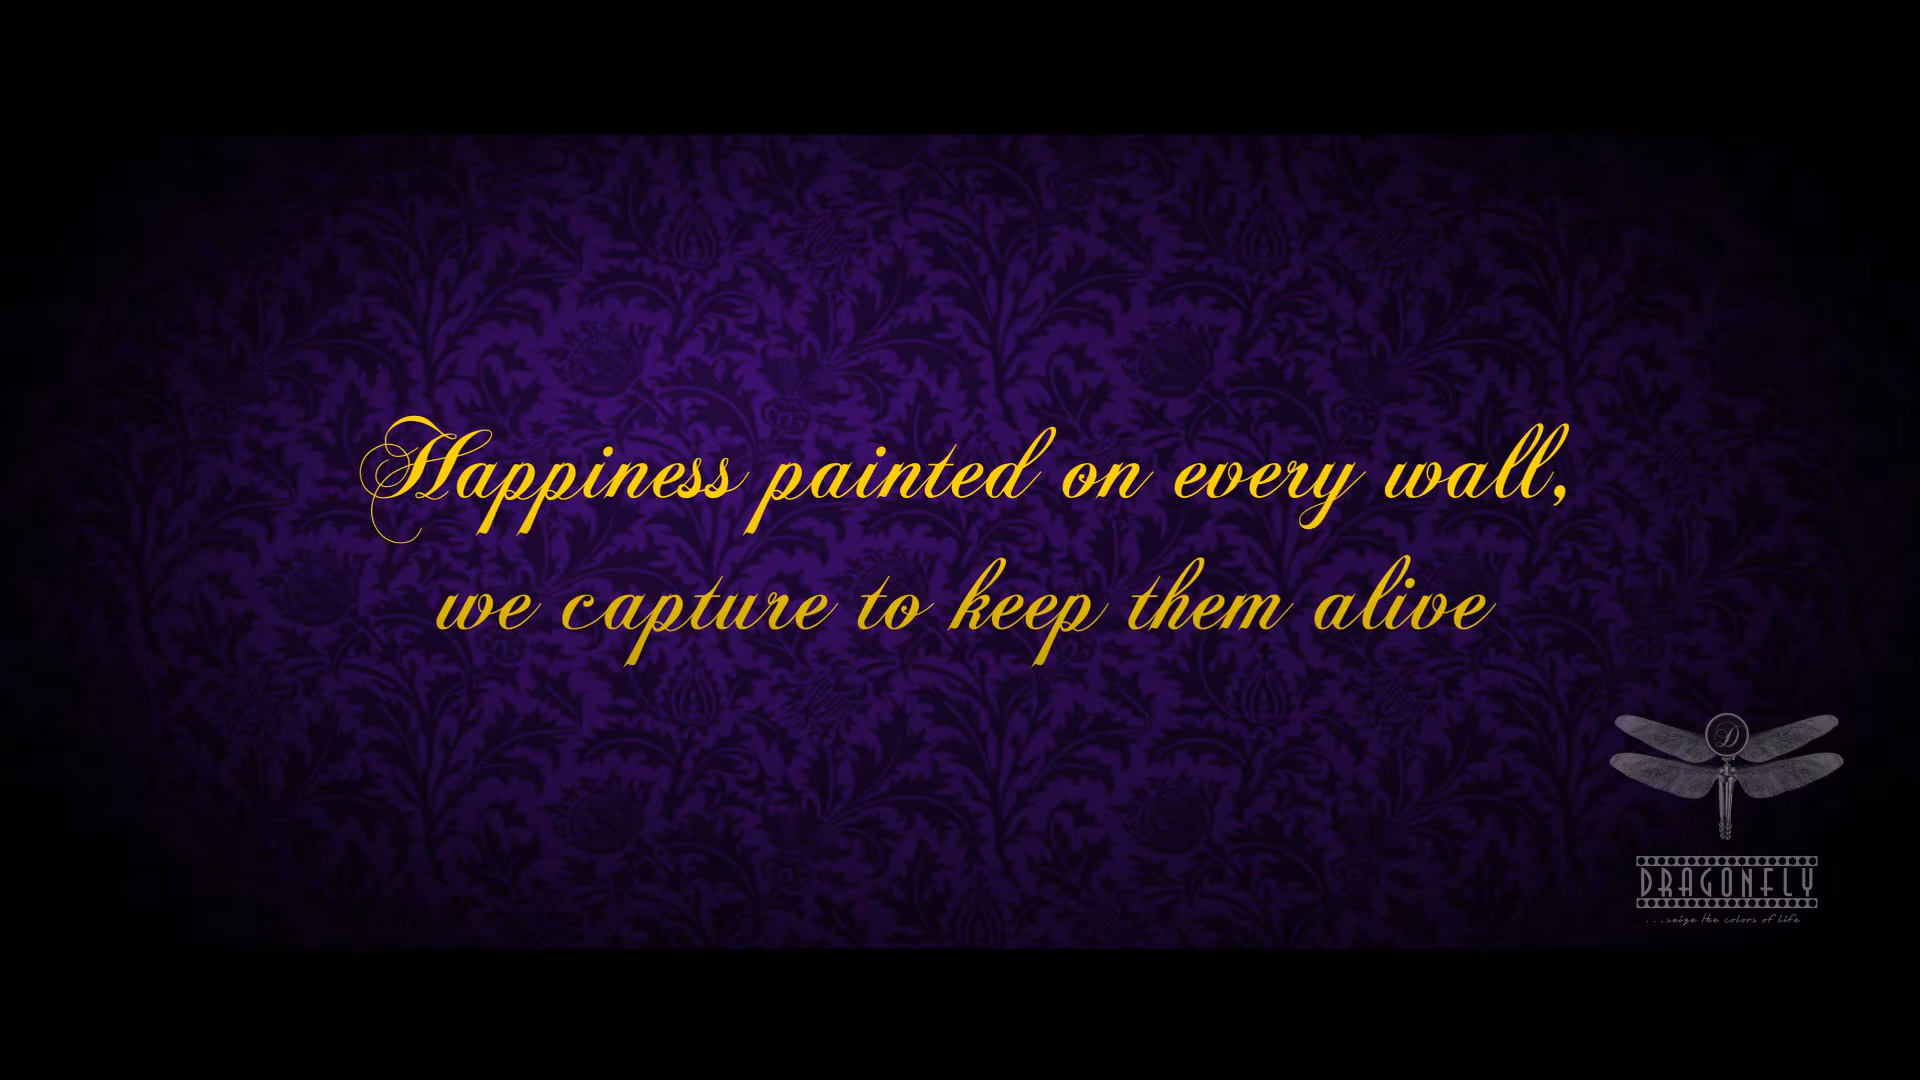 Happiness painted on every wall,
we capture to keep them alive
D
DRAGONFLY
...seize the colors of life